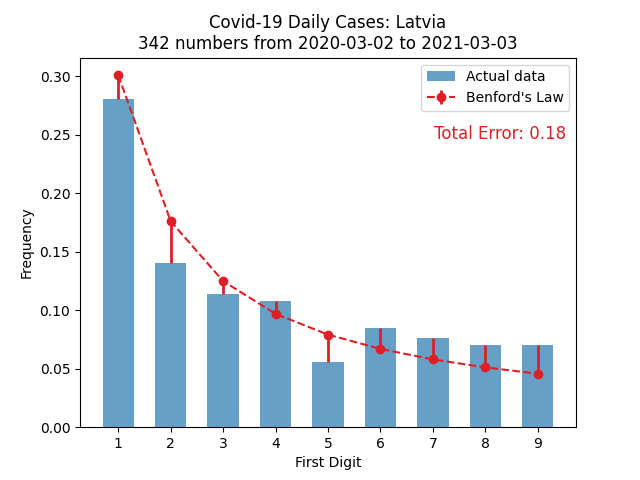 Covid-19 Daily Cases: Latvia
342 numbers from 2020-03-02 to 2021-03-03
Actual data
Benford's Law
Total Error: 0.18
0.30
0.25
0.20
0.15
0.10
0.05
0.00
Frequency
1 2 3 4 5 6 7 8 9
First Digit